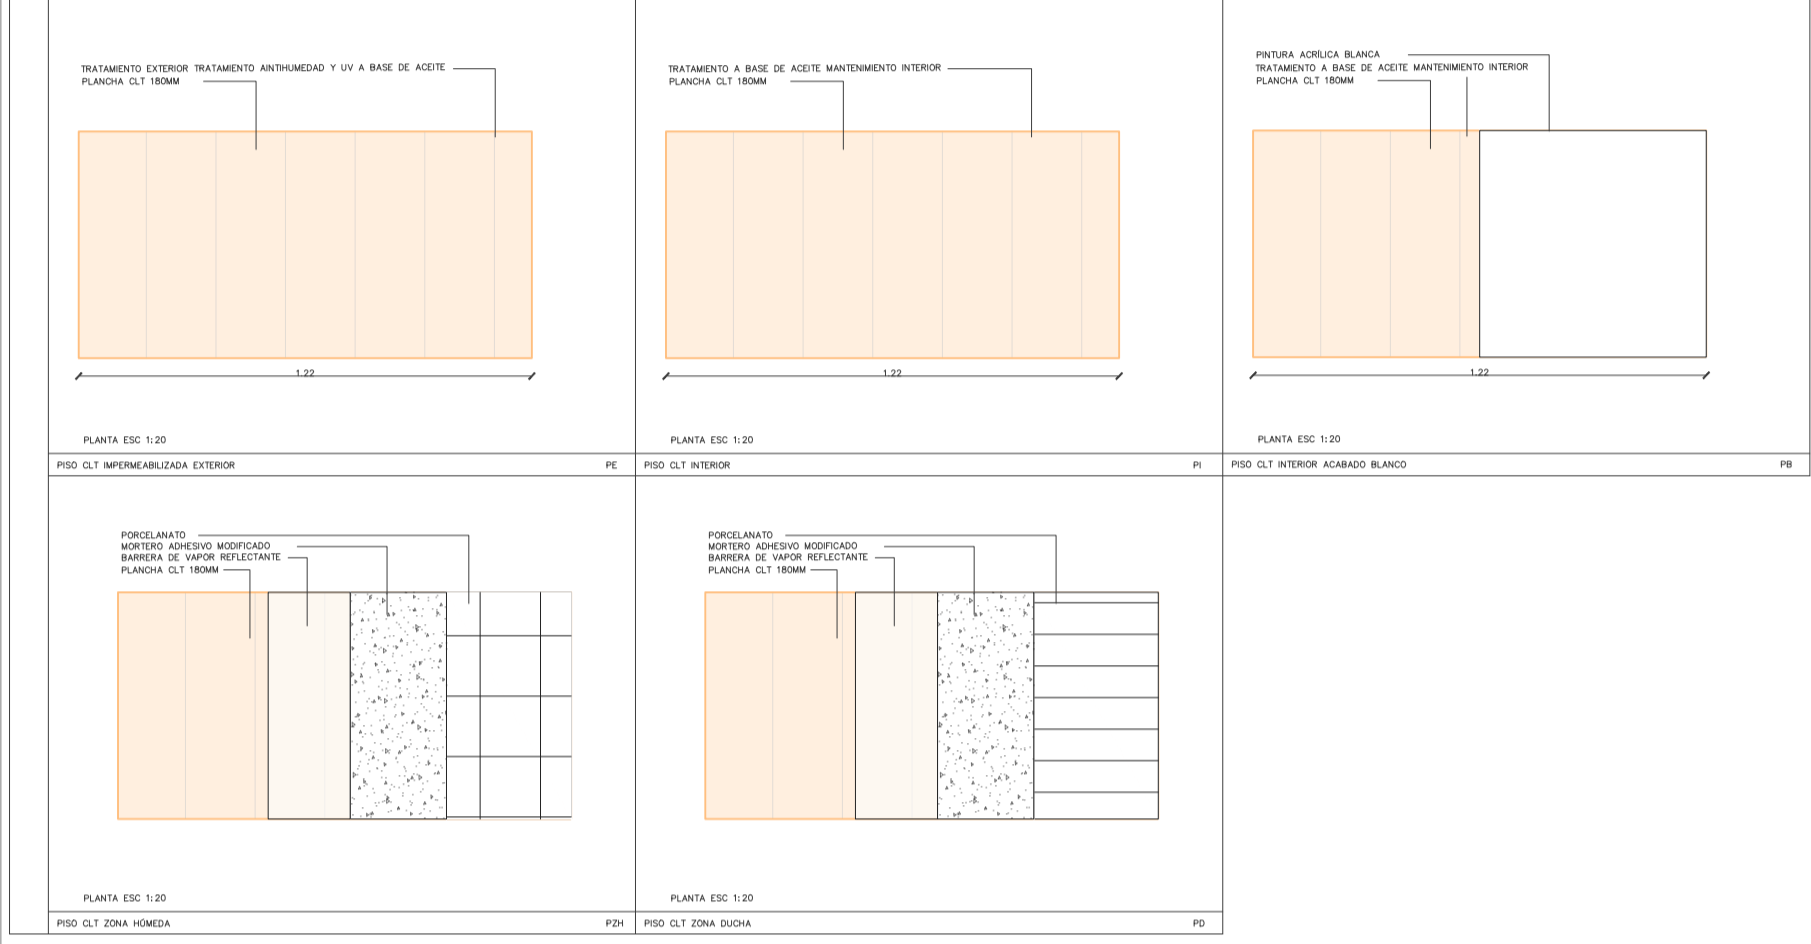 TRATAMIENTO EXTERIOR TRATAMIENTO AINTIHUMEDAD Y UV A BASE DE ACEITE
PLANCHA CLT 180MM
1.22
PLANTA ESC 1:20
PISO CLT IMPERMEABILIZADA EXTERIOR PE
TRATAMIENTO A BASE DE ACEITE MANTENIMIENTO INTERIOR
PLANCHA CLT 180MM
1.22
PLANTA ESC 1:20
PISO CLT INTERIOR PI
PINTURA ACRÍLICA BLANCA
TRATAMIENTO A BASE DE ACEITE MANTENIMIENTO INTERIOR
PLANCHA CLT 180MM
1.22
PLANTA ESC 1:20
PISO CLT INTERIOR ACABADO BLANCO PB
PORCELANATO
MORTERO ADHESIVO MODIFICADO
BARRERA DE VAPOR REFLECTANTE
PLANCHA CLT 180MM
PLANTA ESC 1:20
PISO CLT ZONA HÓMEDA PZH
PORCELANATO
MORTERO ADHESIVO MODIFICADO
BARRERA DE VAPOR REFLECTANTE
PLANCHA CLT 180MM
PLANTA ESC 1:20
PISO CLT ZONA DUCHA PD